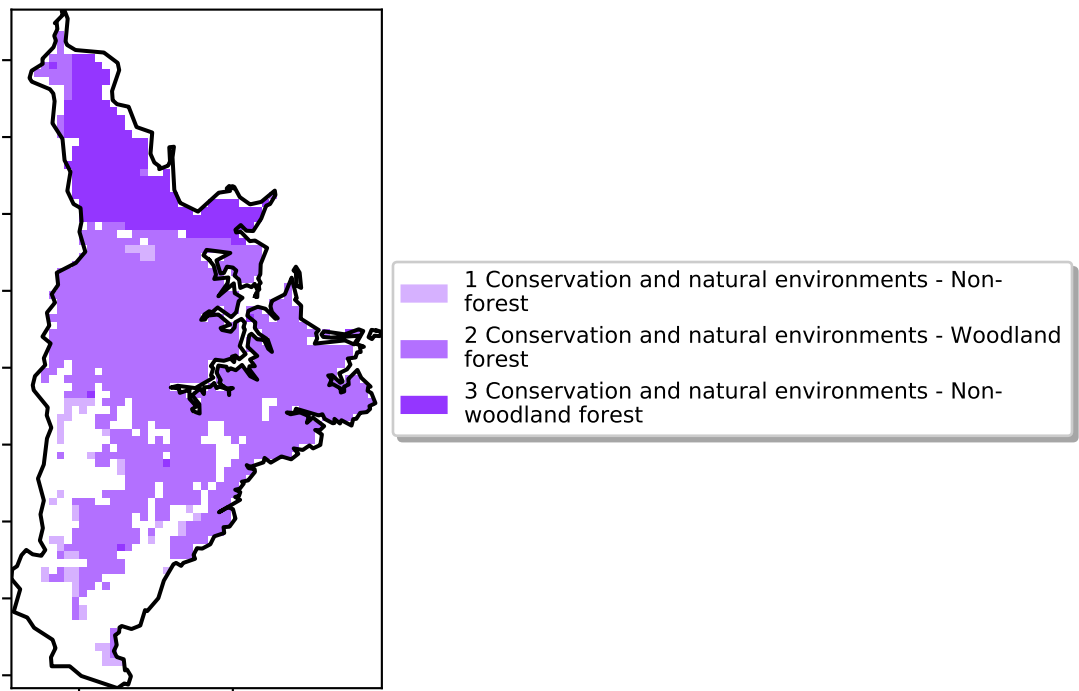 1 Conservation and natural environments - Non-
forest
2 Conservation and natural environments - Woodland
forest
3 Conservation and natural environments - Non-
woodland forest